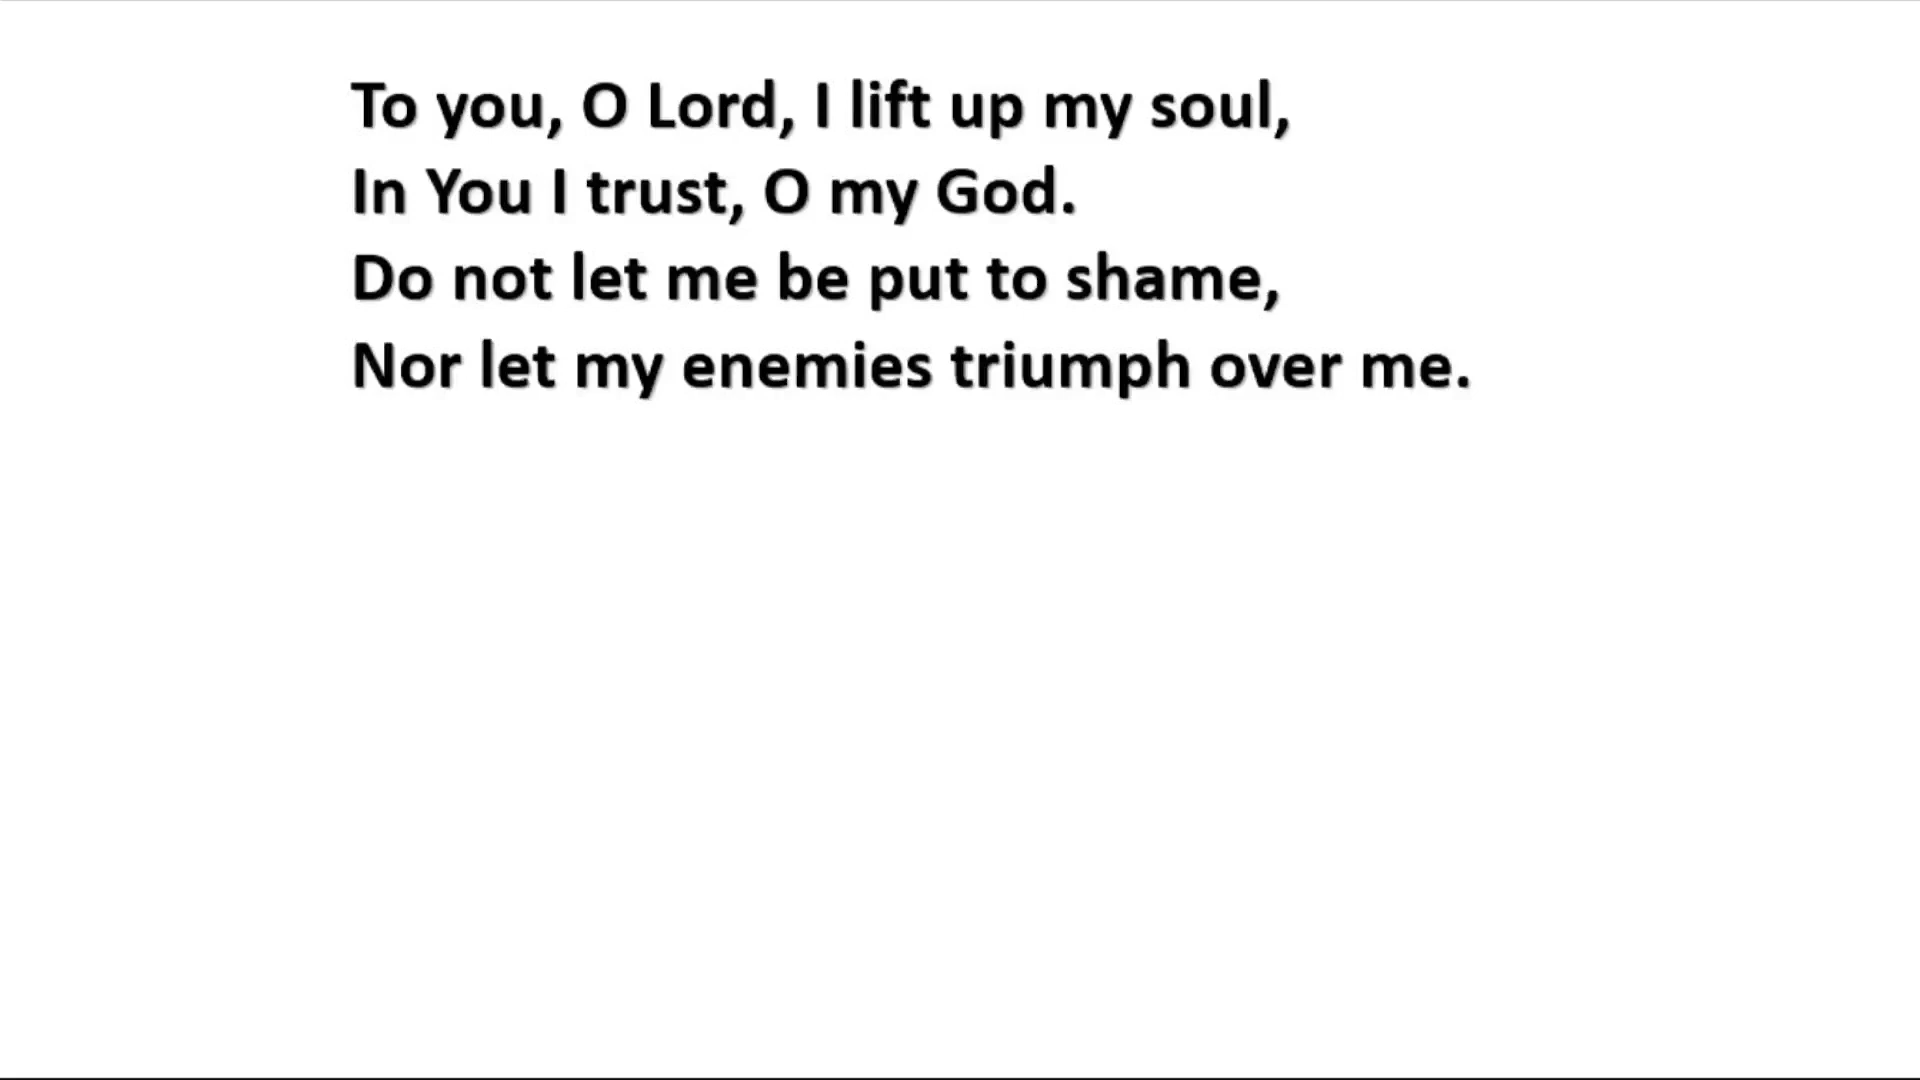 To you, O Lord, I lift up my soul,
In You I trust, O my God.
Do not let me be put to shame,
Nor let my enemies triumph over me.